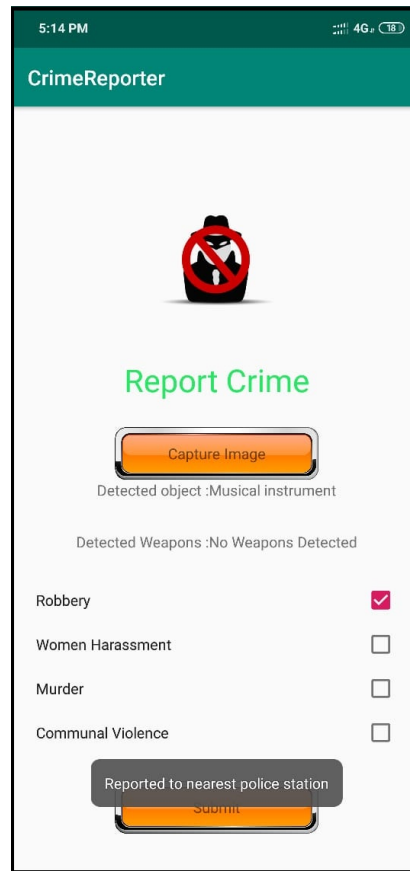 5:14 PM 4G 18
CrimeReporter
Report Crime
Capture Image
Detected object :Musical instrument
Detected Weapons :No Weapons Detected
Robbery
Women Harassment
Murder
Communal Violence
Reported to nearest police station
Submit